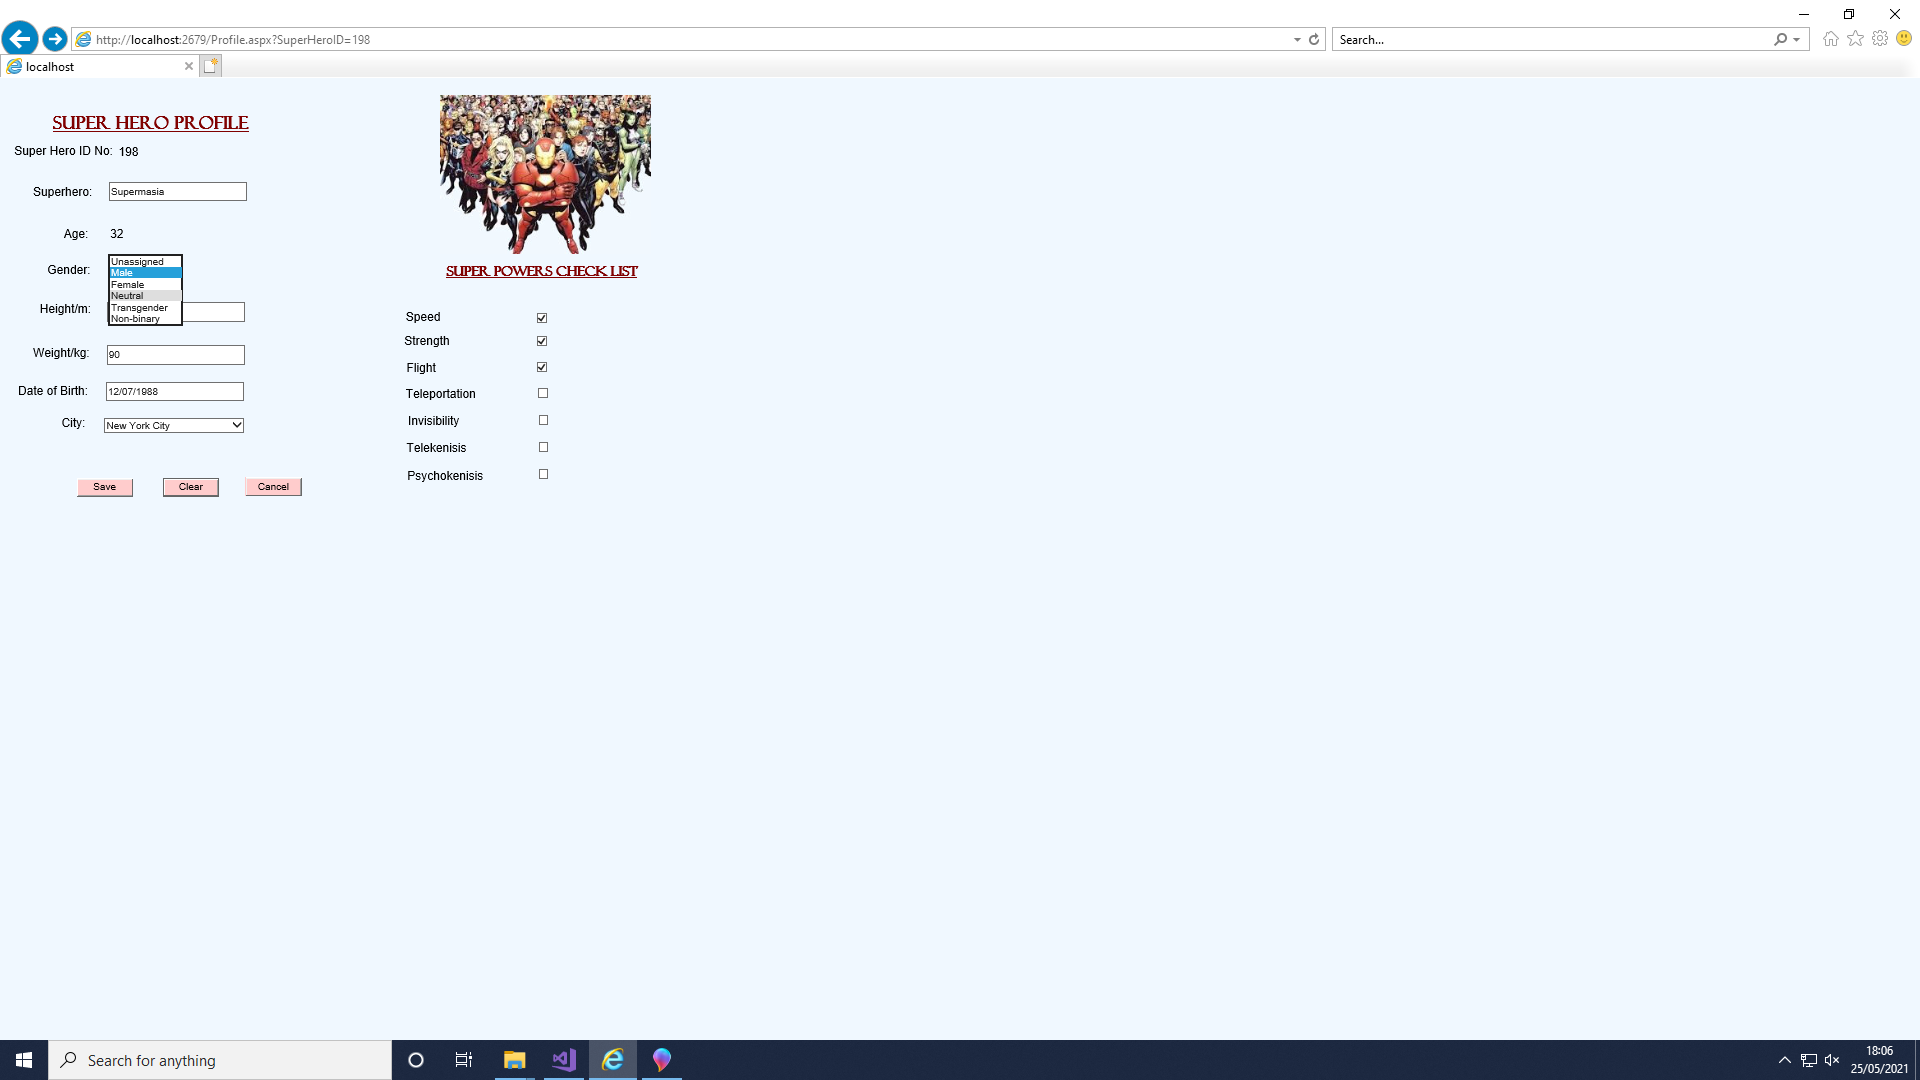 http://localhost:2679/Profile.aspx?SuperHeroID=198
Search...
localhost
SUPER HERO PROFILE
Super Hero ID No: 198
Superhero: Supermasia
Age: 32
Gender:
Unassigned
Male
Female
Neutral
Transgender
Non-binary
Height/m:
Weight/kg: 90
Date of Birth: 12/07/1988
City: New York City
Save Clear Cancel
SUPER POWERS CHECK LIST
Speed
Strength
Flight
Teleportation
Invisibility
Telekenisis
Psychokenisis
Search for anything
18:06
25/05/2021